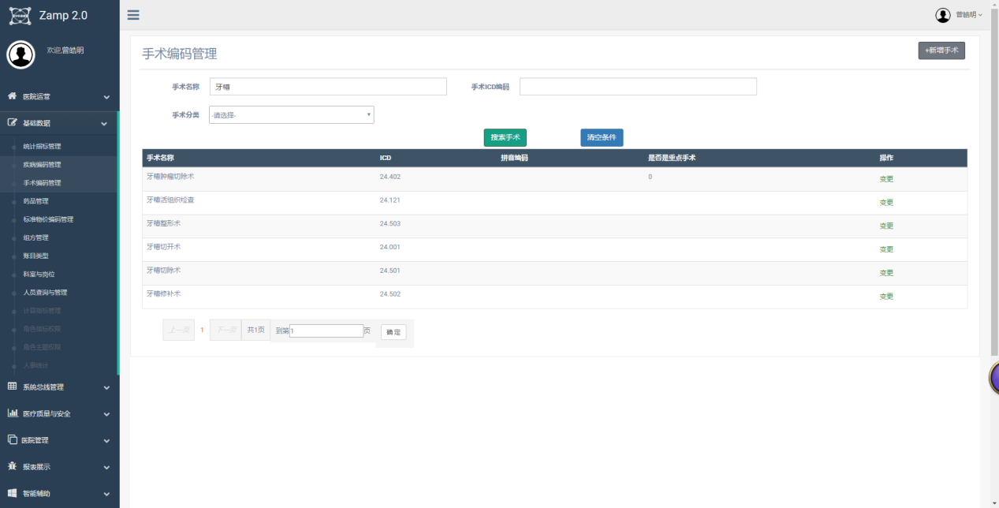 Zamp 2.0
曾皓明
欢迎,曾皓明
医院运营
基础数据
统计指标管理
疾病编码管理
手术编码管理
药品管理
标准物价编码管理
组方管理
账目类型
科室与岗位
人员查询与管理
计算指标管理
角色指标权限
角色主题权限
人事统计
系统总线管理
医疗质量与安全
医院管理
报表展示
智能辅助
手术编码管理
+新增手术
手术名称 牙槽 手术ICD编码
手术分类 -请选择-
搜索手术 清空条件
手术名称 ICD 拼音编码 是否是重点手术 操作
牙槽肿瘤切除术 24.402 0 变更
牙槽活组织检查 24.121 变更
牙槽整形术 24.503 变更
牙槽切开术 24.001 变更
牙槽切除术 24.501 变更
牙槽修补术 24.502 变更
上一页 1 下一页 共1页 到第 1 页 确定